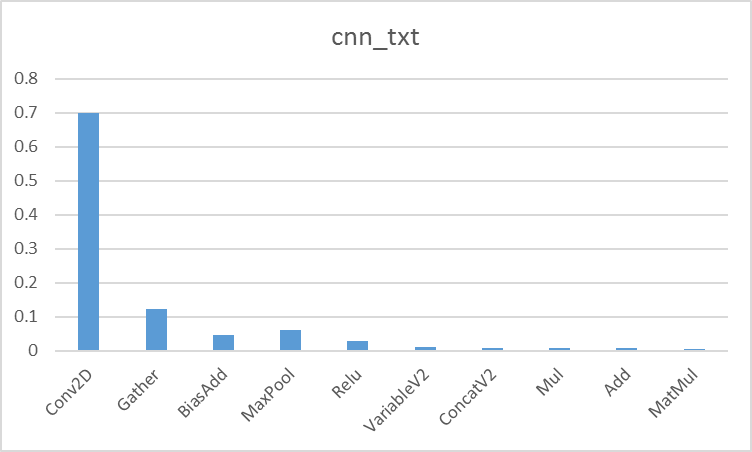 cnn_txt
0.8
0.7
0.6
0.5
0.4
0.3
0.2
0.1
0
Conv2D
Gather
BiasAdd
MaxPool
Relu
VariableV2
ConcatV2
Mul
Add
MatMul